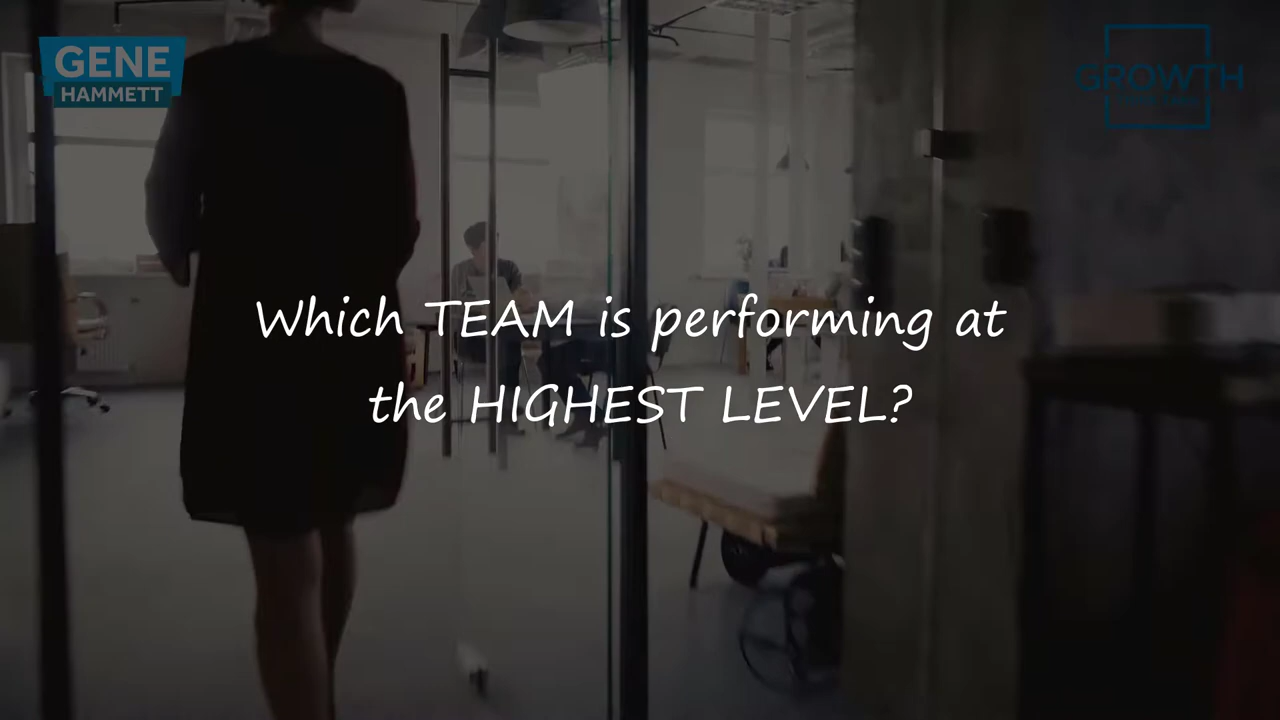 GENE
HAMMETT
GROWTH
Which TEAM is performing at
the HIGHEST LEVEL?